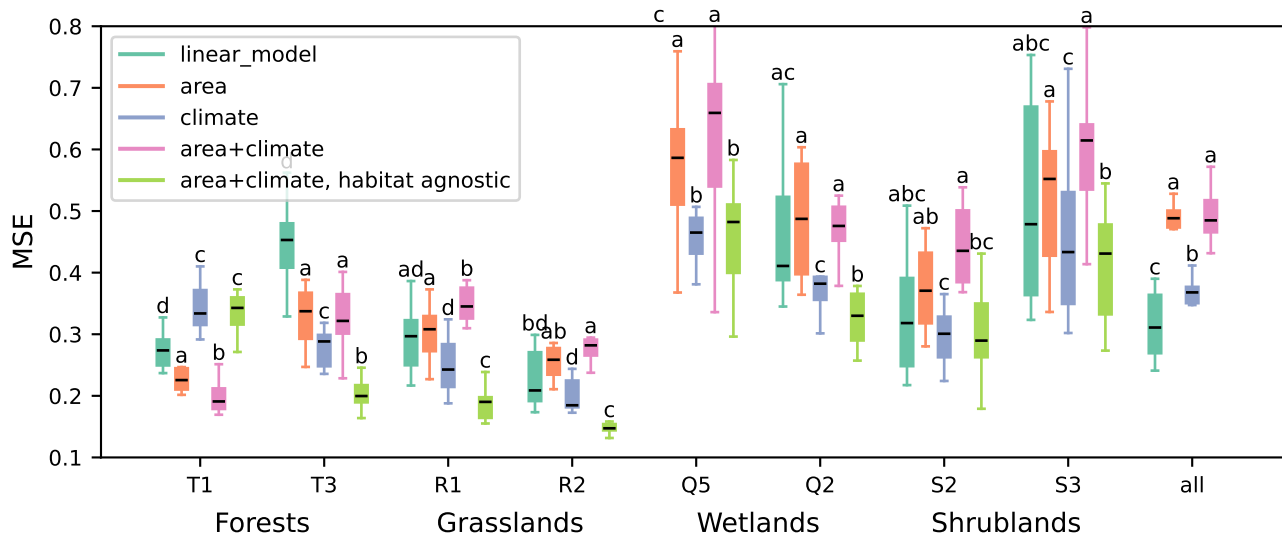 c a a
0.8
linear_model
area
climate
area+climate
area+climate, habitat agnostic
0.7
0.6
0.5
0.4
0.3
0.2
0.1
MSE
d a c b c
d a c a b
ad a d b c
bd ab d a c
a b b
ac a c a b
abc ab c a bc
abc a c b
c a b a
T1 T3 R1 R2 Q5 Q2 S2 S3 all
Forests Grasslands Wetlands Shrublands